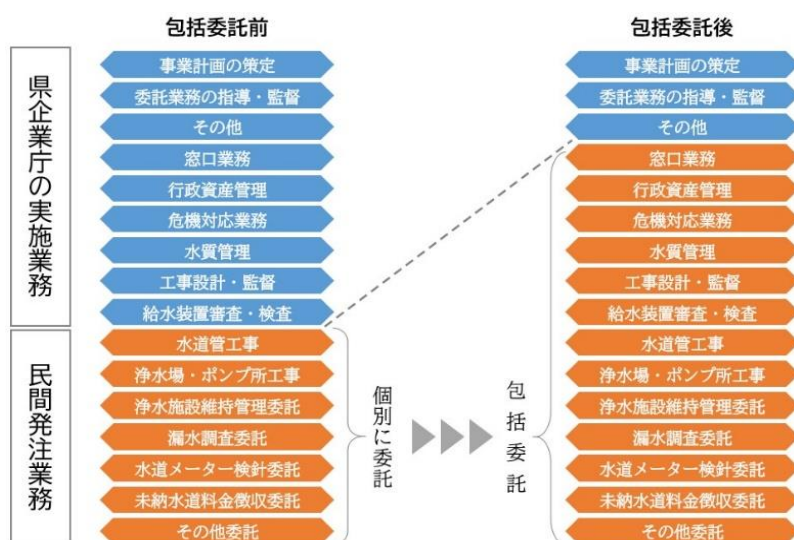 包括委託前
包括委託後
県企業庁の実施業務
民間発注業務
事業計画の策定
委託業務の指導・監督
その他
窓口業務
行政資産管理
危機対応業務
水質管理
工事設計・監督
給水装置審査・検査
水道管工事
浄水場・ポンプ所工事
浄水施設維持管理委託
漏水調査委託
水道メーター検針委託
未納水道料金徴収委託
その他委託
個別に委託
包括委託
事業計画の策定
委託業務の指導・監督
その他
窓口業務
行政資産管理
危機対応業務
水質管理
工事設計・監督
給水装置審査・検査
水道管工事
浄水場・ポンプ所工事
浄水施設維持管理委託
漏水調査委託
水道メーター検針委託
未納水道料金徴収委託
その他委託